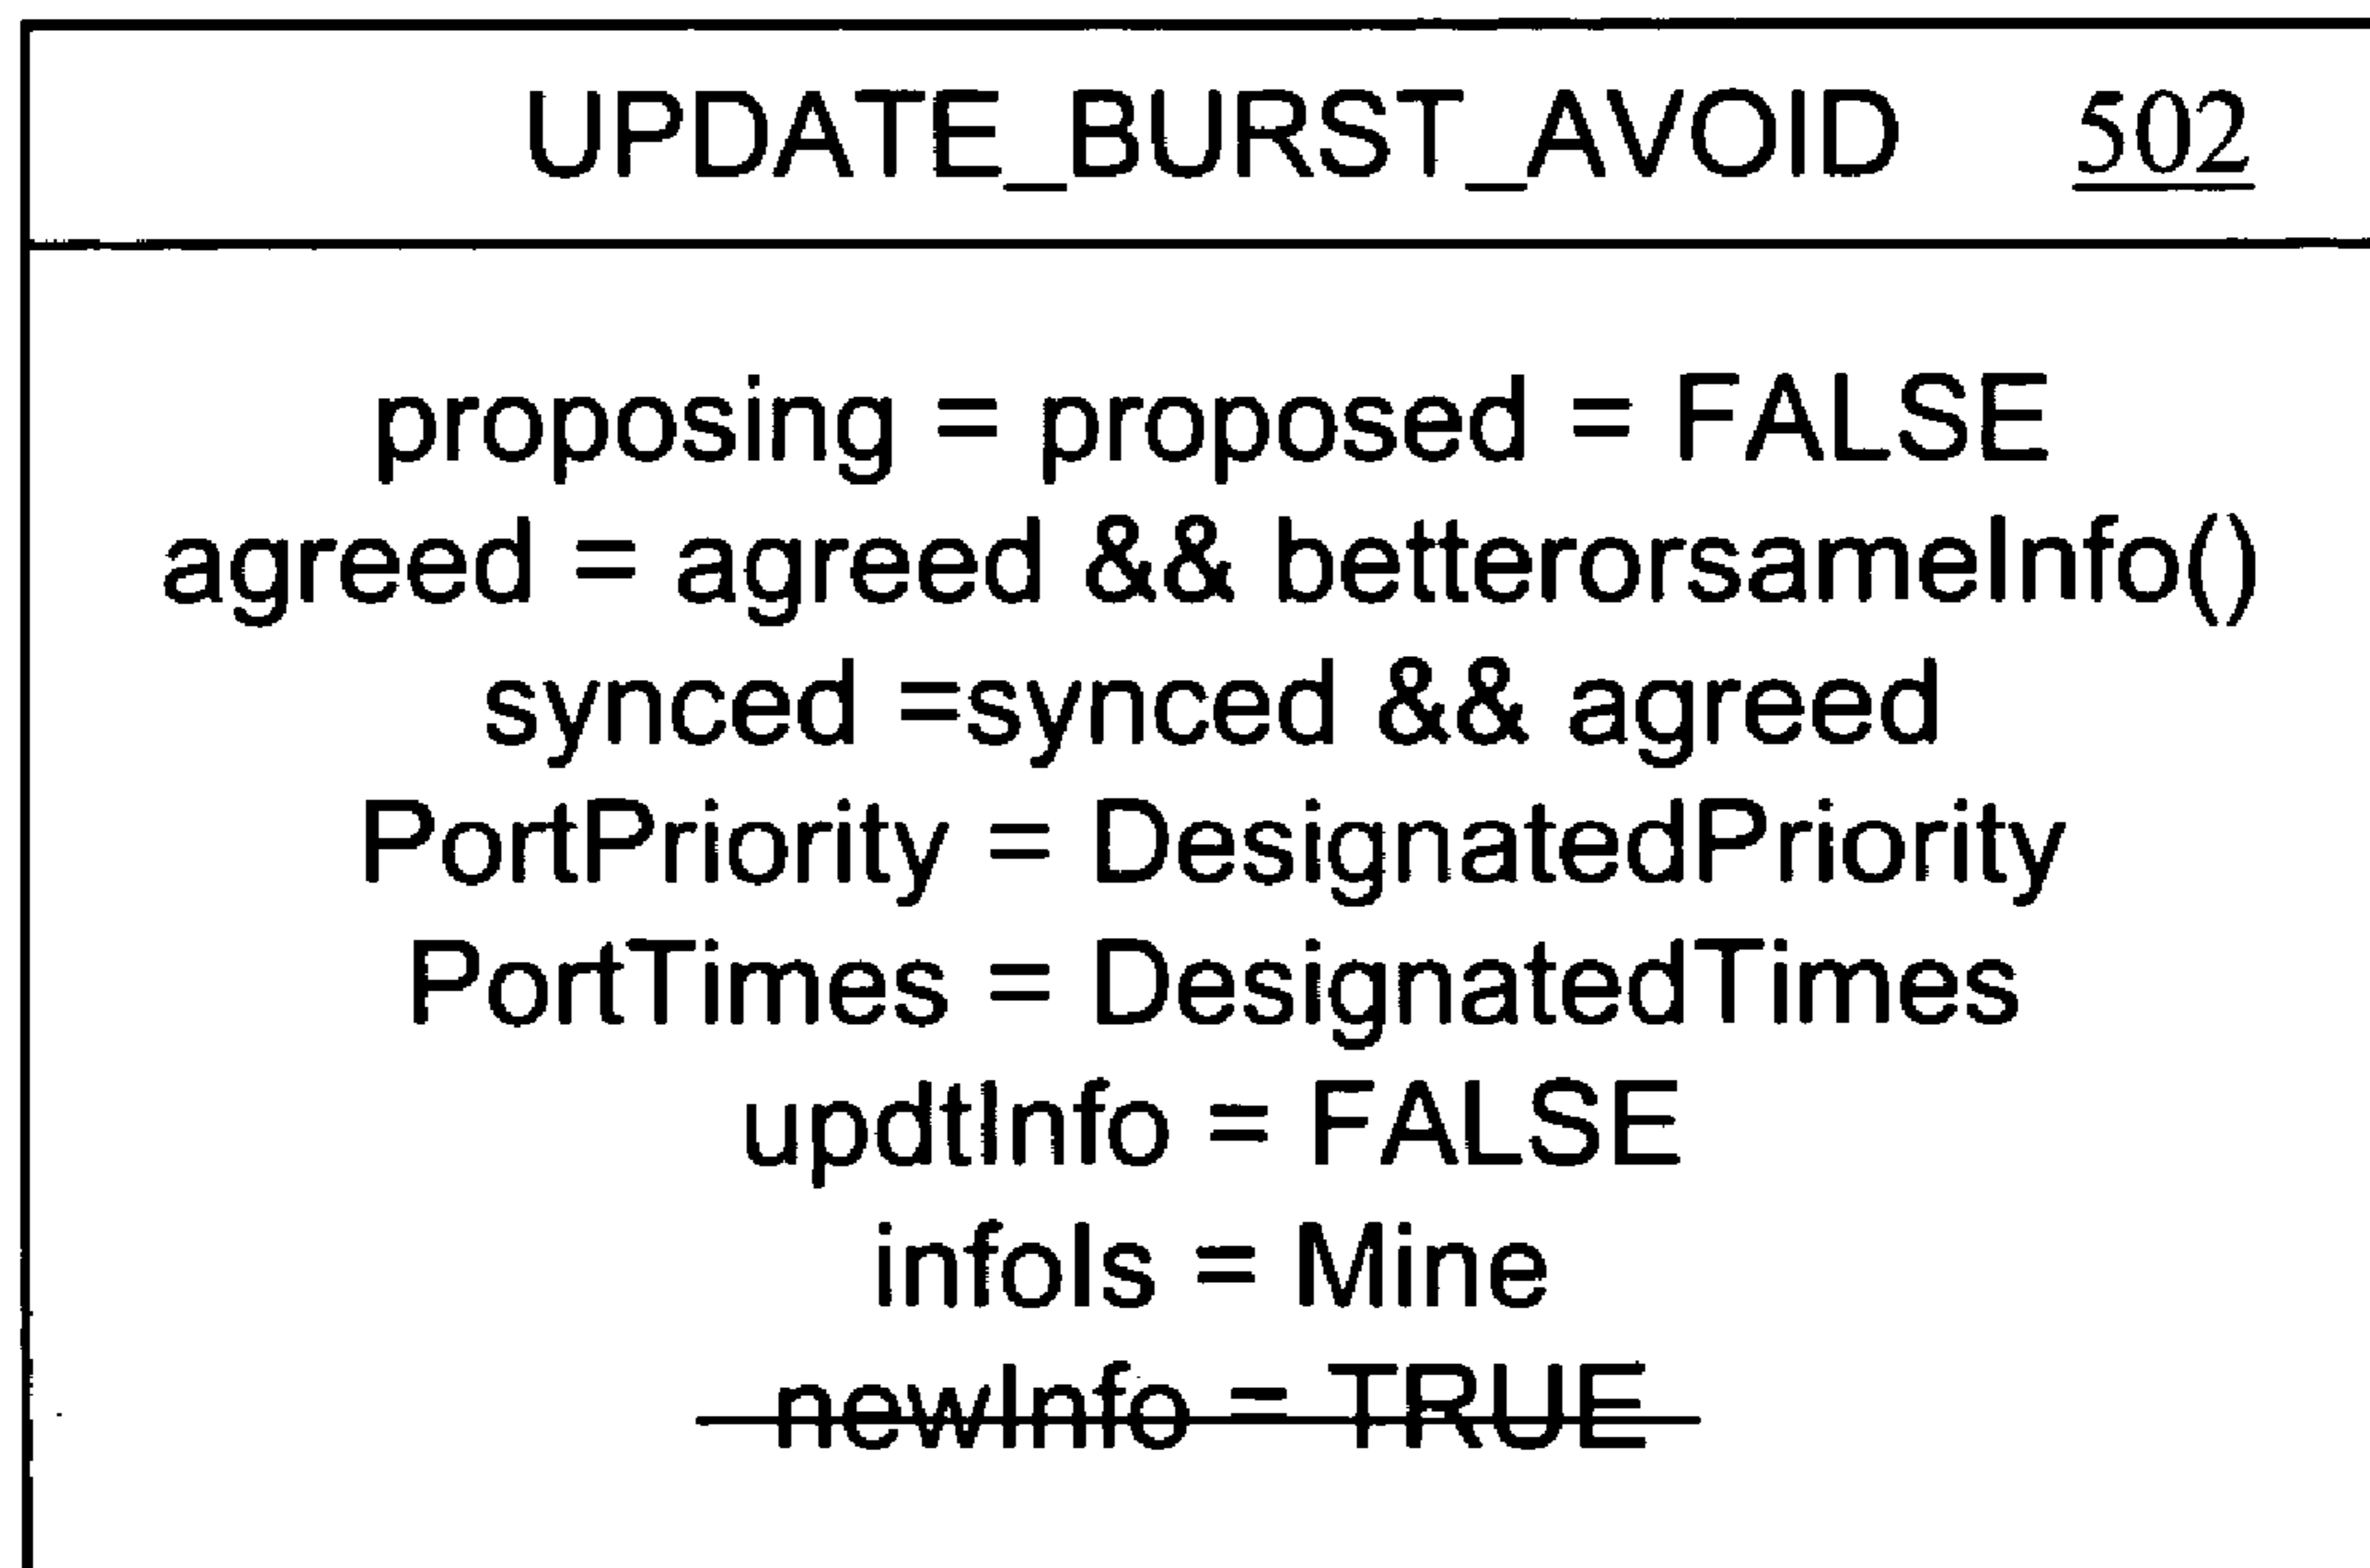 UPDATE_BURST_AVOID 502
proposing = proposed = FALSE
agreed = agreed && betterorsameInfo()
synced =synced && agreed
PortPriority = DesignatedPriority
PortTimes = DesignatedTimes
updtInfo = FALSE
infoIs = Mine
newInfo = TRUE